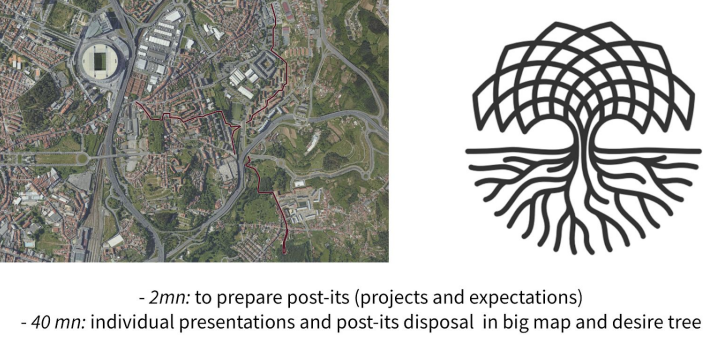 - 2mn: to prepare post-its (projects and expectations)
- 40 mn: individual presentations and post-its disposal in big map and desire tree